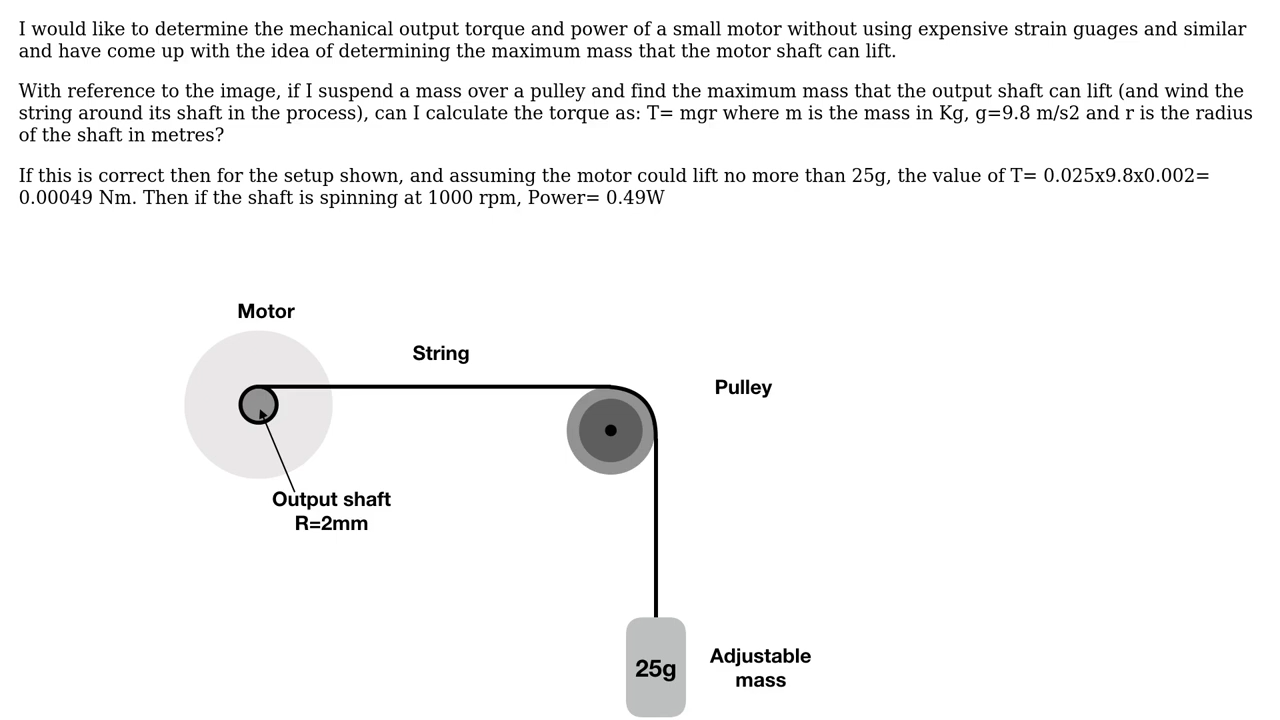 I would like to determine the mechanical output torque and power of a small motor without using expensive strain guages and similar
and have come up with the idea of determining the maximum mass that the motor shaft can lift.
With reference to the image, if I suspend a mass over a pulley and find the maximum mass that the output shaft can lift (and wind the
string around its shaft in the process), can I calculate the torque as: T= mgr where m is the mass in Kg, g=9.8 m/s2 and r is the radius
of the shaft in metres?
If this is correct then for the setup shown, and assuming the motor could lift no more than 25g, the value of T= 0.025x9.8x0.002=
0.00049 Nm. Then if the shaft is spinning at 1000 rpm, Power= 0.49W
Motor
String
Pulley
Output shaft
R=2mm
25g
Adjustable
mass